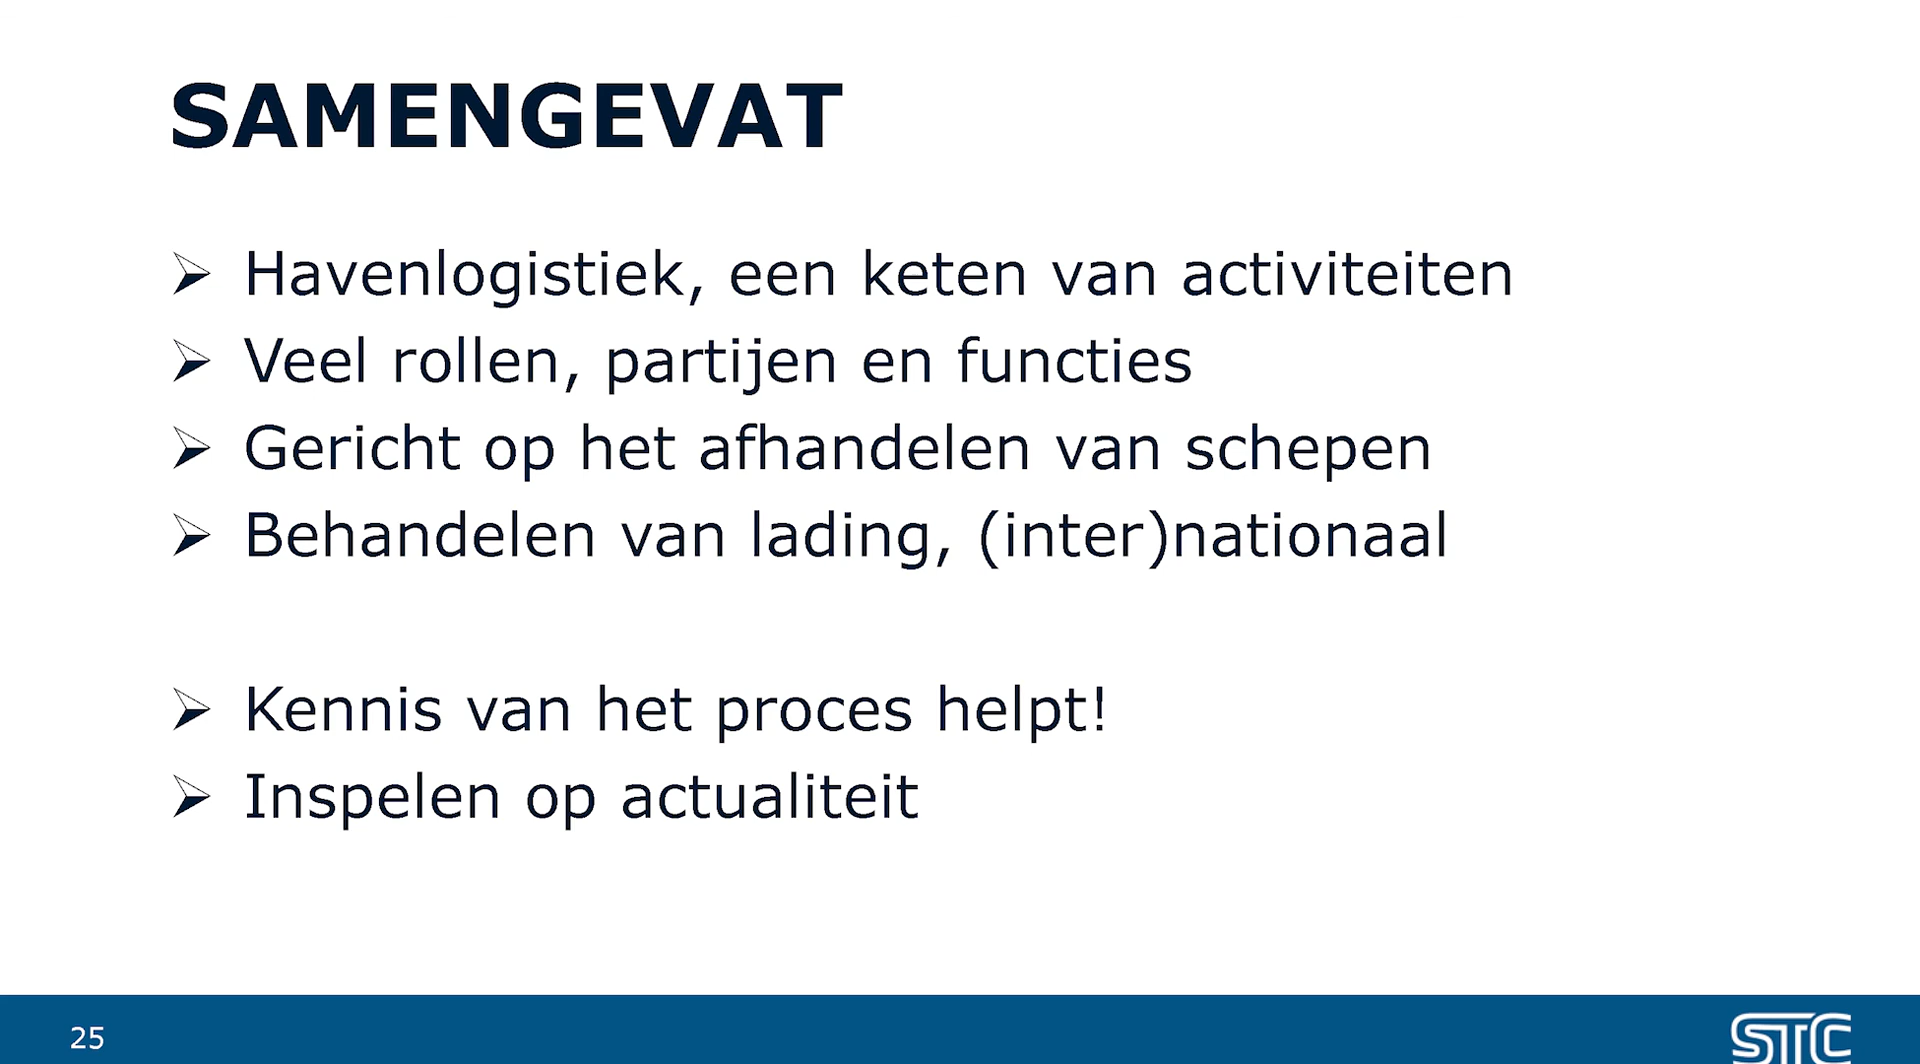 SAMENGEVAT
➢ Havenlogistiek, een keten van activiteiten
➢ Veel rollen, partijen en functies
➢ Gericht op het afhandelen van schepen
➢ Behandelen van lading, (inter)nationaal
➢ Kennis van het proces helpt!
➢ Inspelen op actualiteit
25
STC